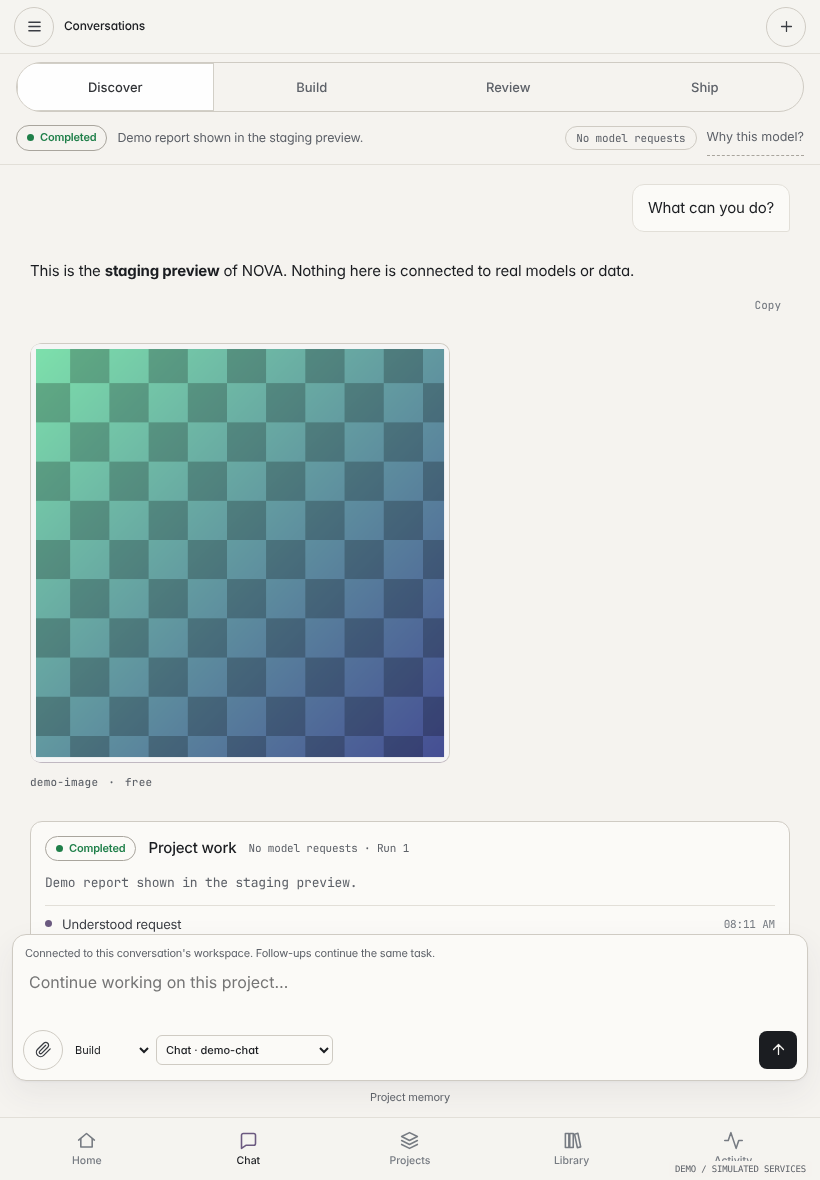 Conversations
Discover
Build
Review
Ship
Completed
Demo report shown in the staging preview.
No model requests
Why this model?
What can you do?
This is the staging preview of NOVA. Nothing here is connected to real models or data.
Copy
demo-image · free
Completed
Project work
No model requests · Run 1
Demo report shown in the staging preview.
Understood request
08:11 AM
Connected to this conversation's workspace. Follow-ups continue the same task.
Continue working on this project...
Build
Chat · demo-chat
Project memory
Home
Chat
Projects
Library
Activity
DEMO / SIMULATED SERVICES